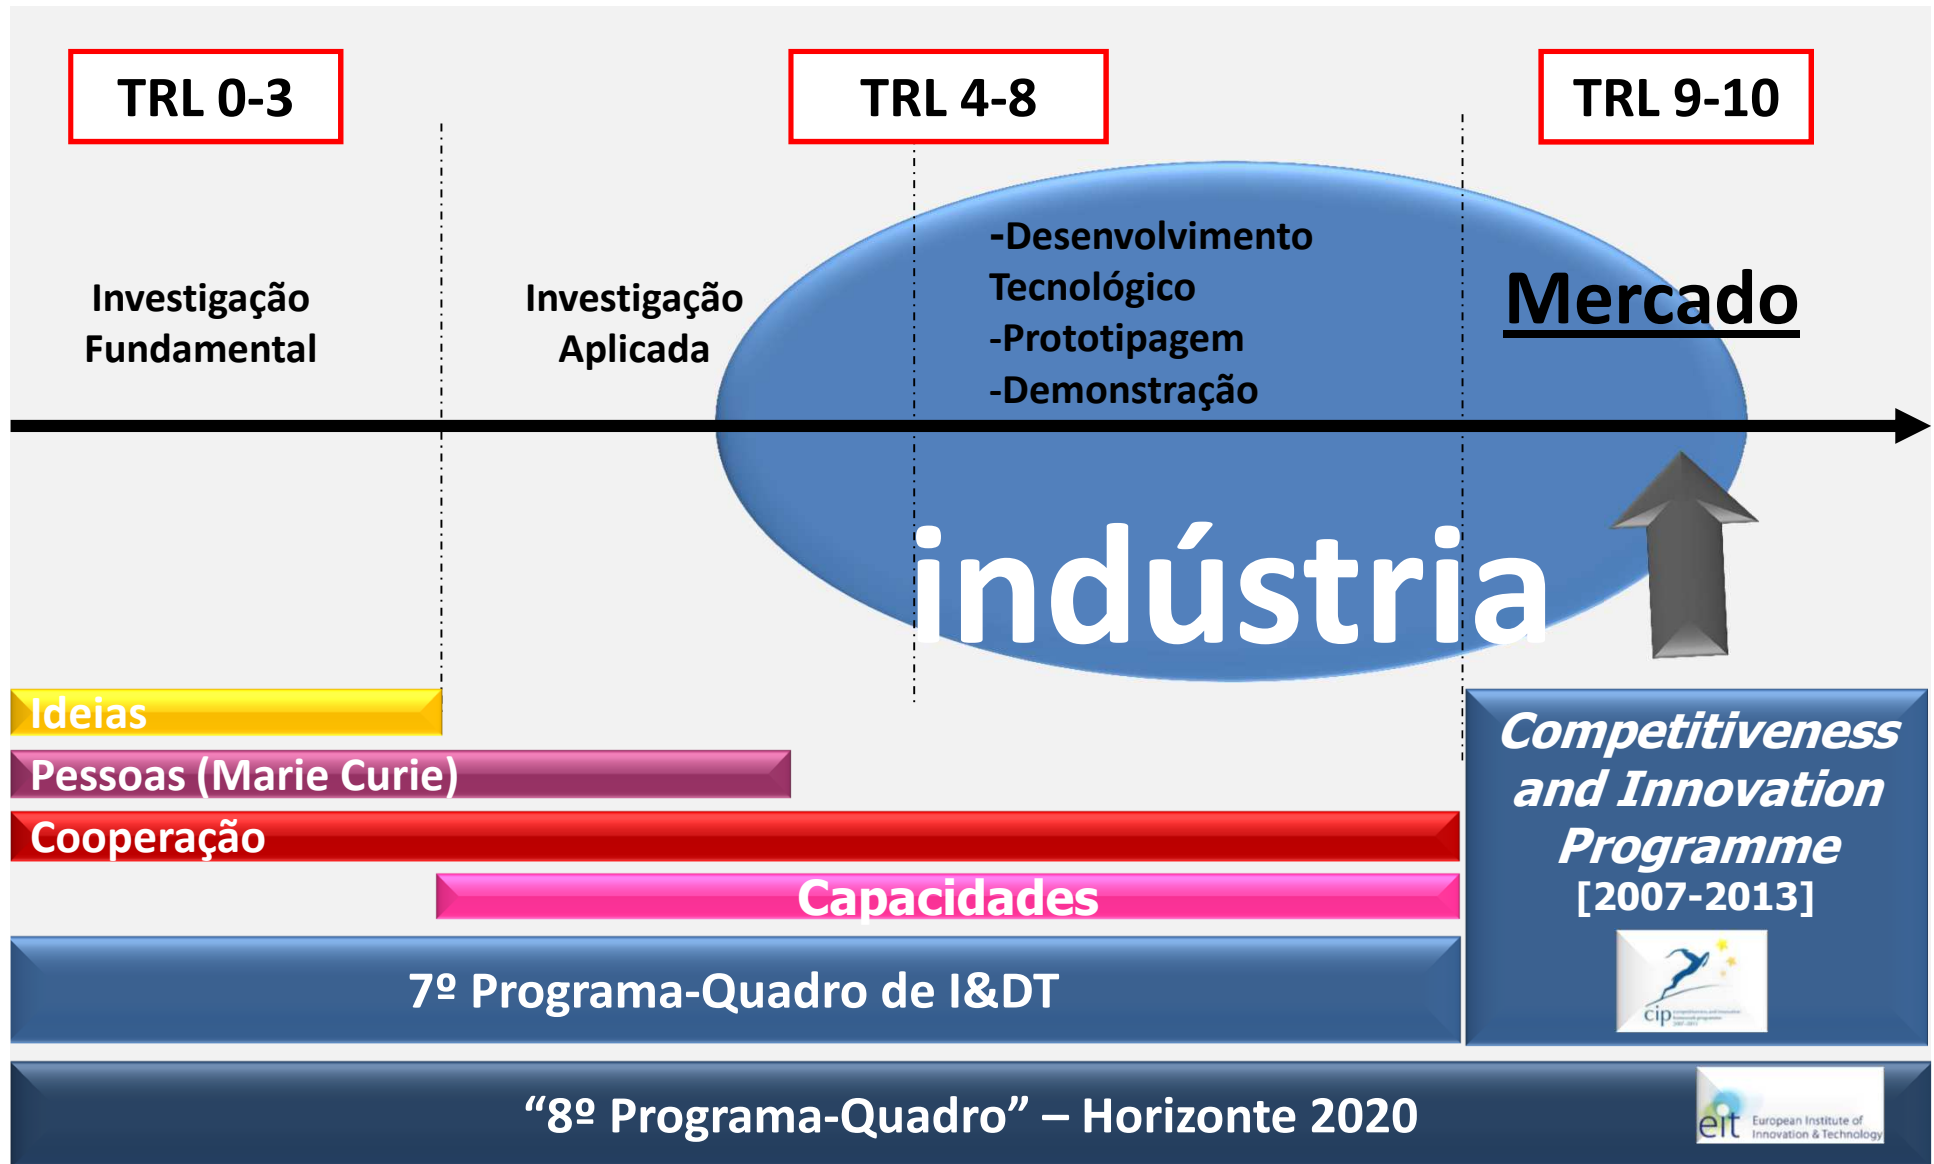 TRL 0-3
TRL 4-8
TRL 9-10
Investigação
Fundamental
Investigação
Aplicada
-Desenvolvimento
Tecnológico
-Prototipagem
-Demonstração
Mercado
indústria
Ideias
Pessoas (Marie Curie)
Cooperação
Capacidades
7º Programa-Quadro de I&DT
Competitiveness
and Innovation
Programme
[2007-2013]
cip
“8º Programa-Quadro” – Horizonte 2020
eit
European Institute of
Innovation & Technology